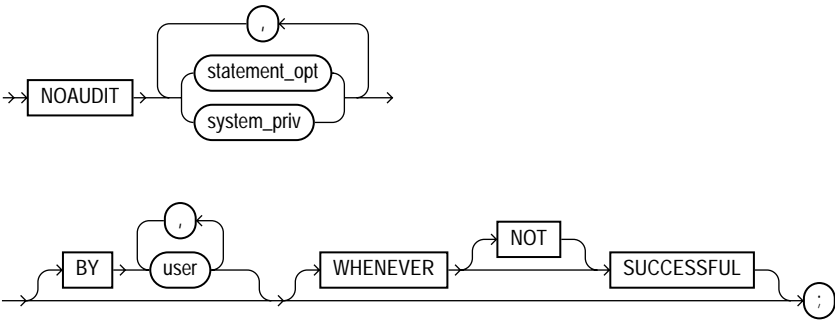 ,
NOAUDIT
statement_opt
system_priv
,
BY
user
WHENEVER
NOT
SUCCESSFUL
;